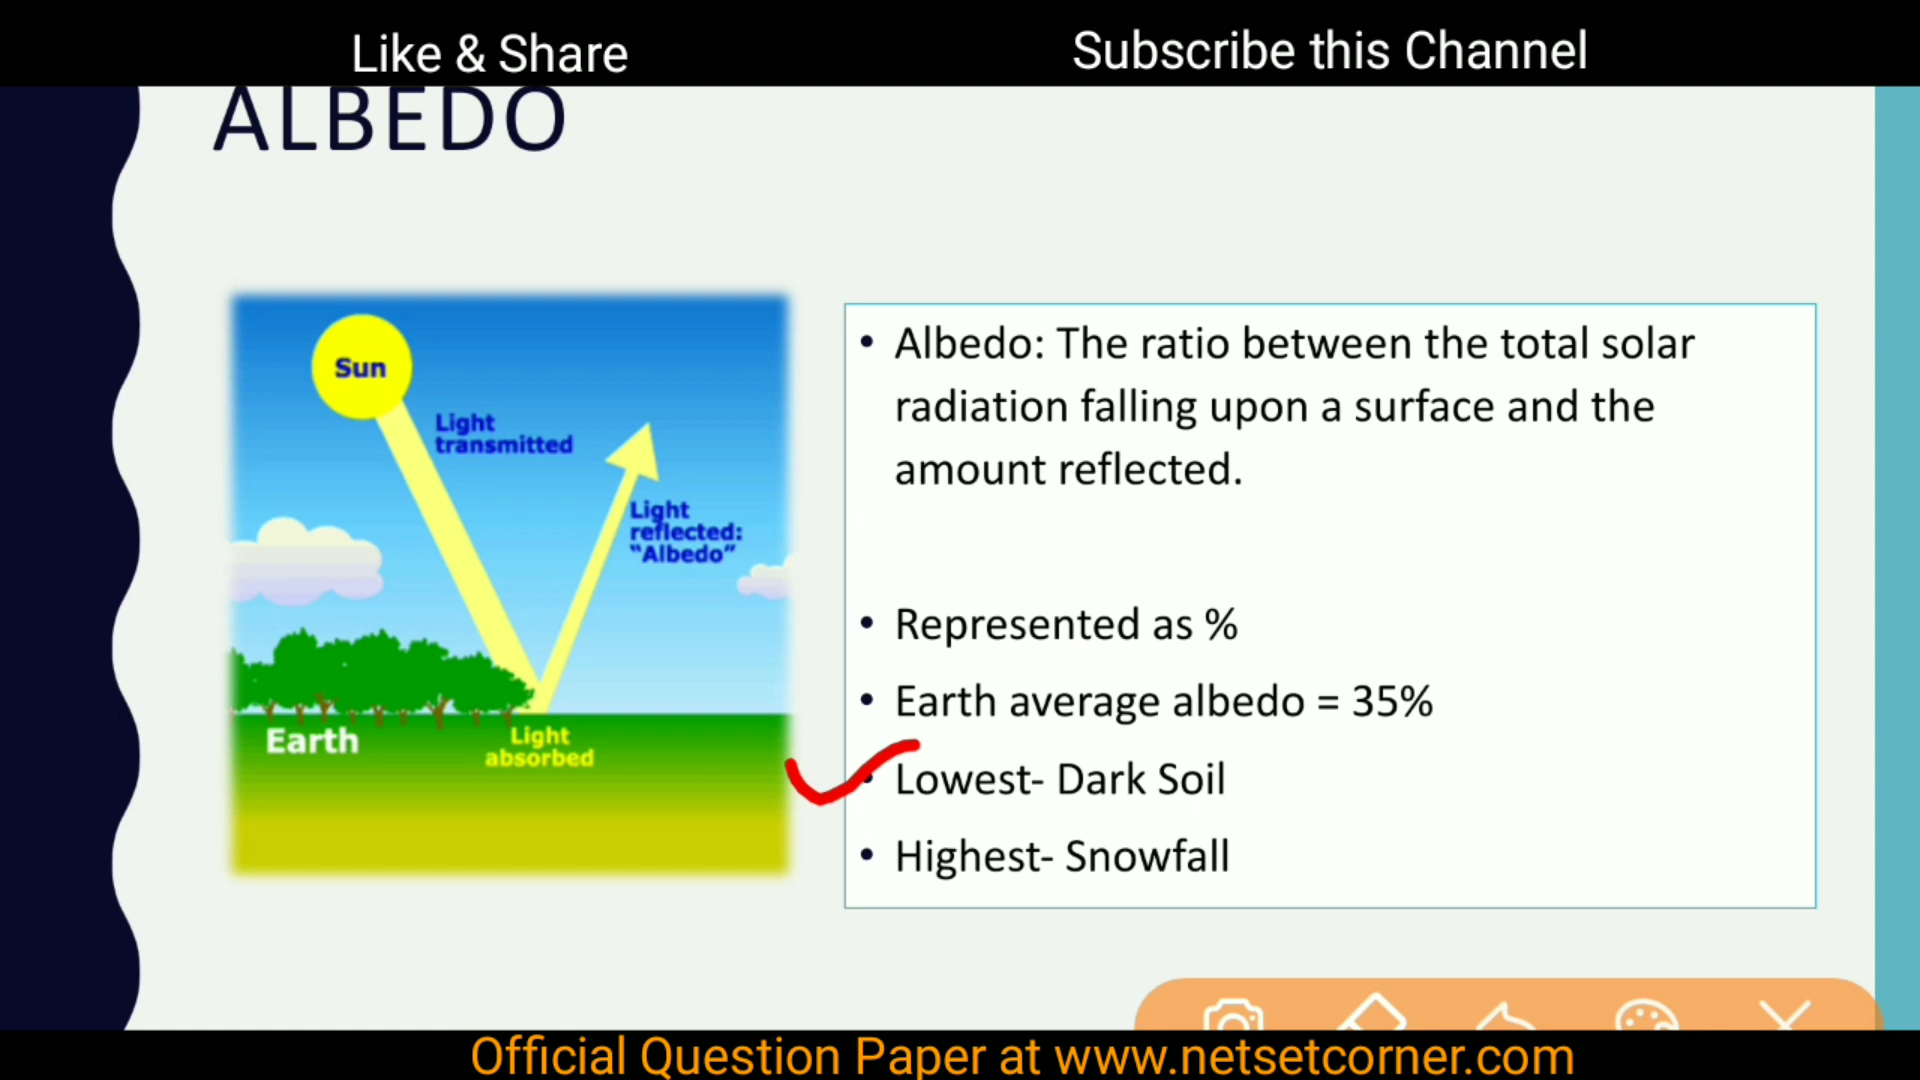 Like & Share
Subscribe this Channel
ALBEDO
Sun
Light
transmitted
Light
reflected:
"Albedo"
Earth
Light
absorbed
• Albedo: The ratio between the total solar
radiation falling upon a surface and the
amount reflected.
• Represented as %
• Earth average albedo = 35%
• Lowest- Dark Soil
• Highest- Snowfall
Official Question Paper at www.netsetcorner.com